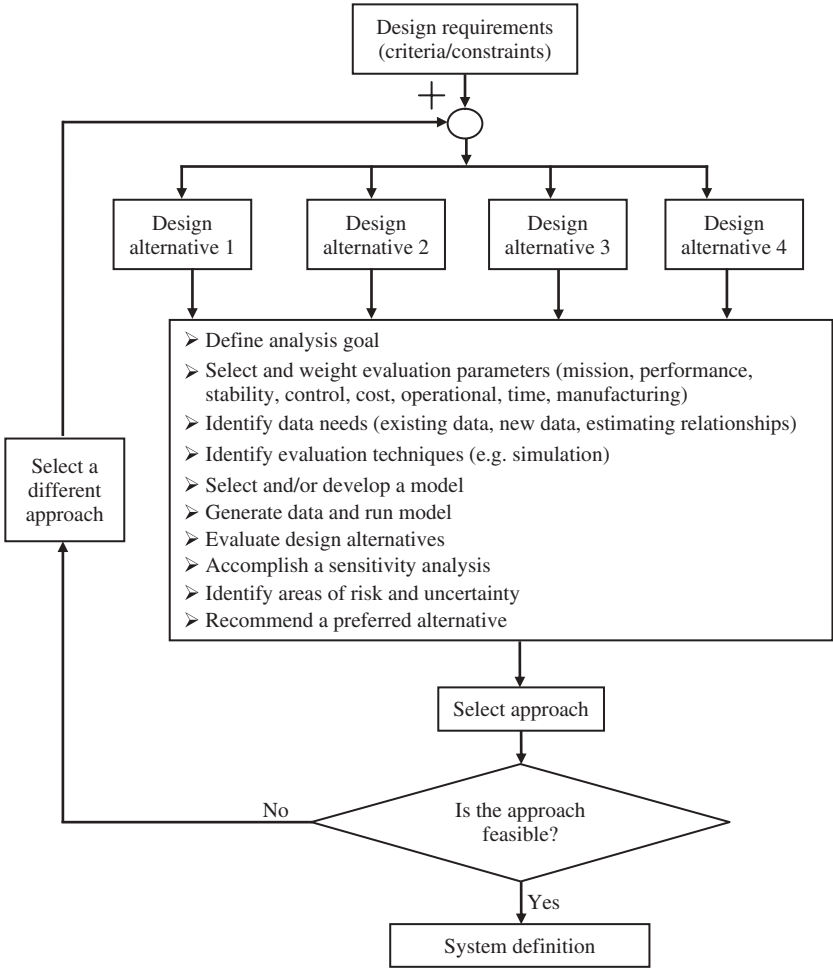 Design requirements
(criteria/constraints)
+
Design
alternative 1
Design
alternative 2
Design
alternative 3
Design
alternative 4
➢ Define analysis goal
➢ Select and weight evaluation parameters (mission, performance,
stability, control, cost, operational, time, manufacturing)
➢ Identify data needs (existing data, new data, estimating relationships)
➢ Identify evaluation techniques (e.g. simulation)
➢ Select and/or develop a model
➢ Generate data and run model
➢ Evaluate design alternatives
➢ Accomplish a sensitivity analysis
➢ Identify areas of risk and uncertainty
➢ Recommend a preferred alternative
Select a
different
approach
Select approach
Is the approach
feasible?
No
Yes
System definition